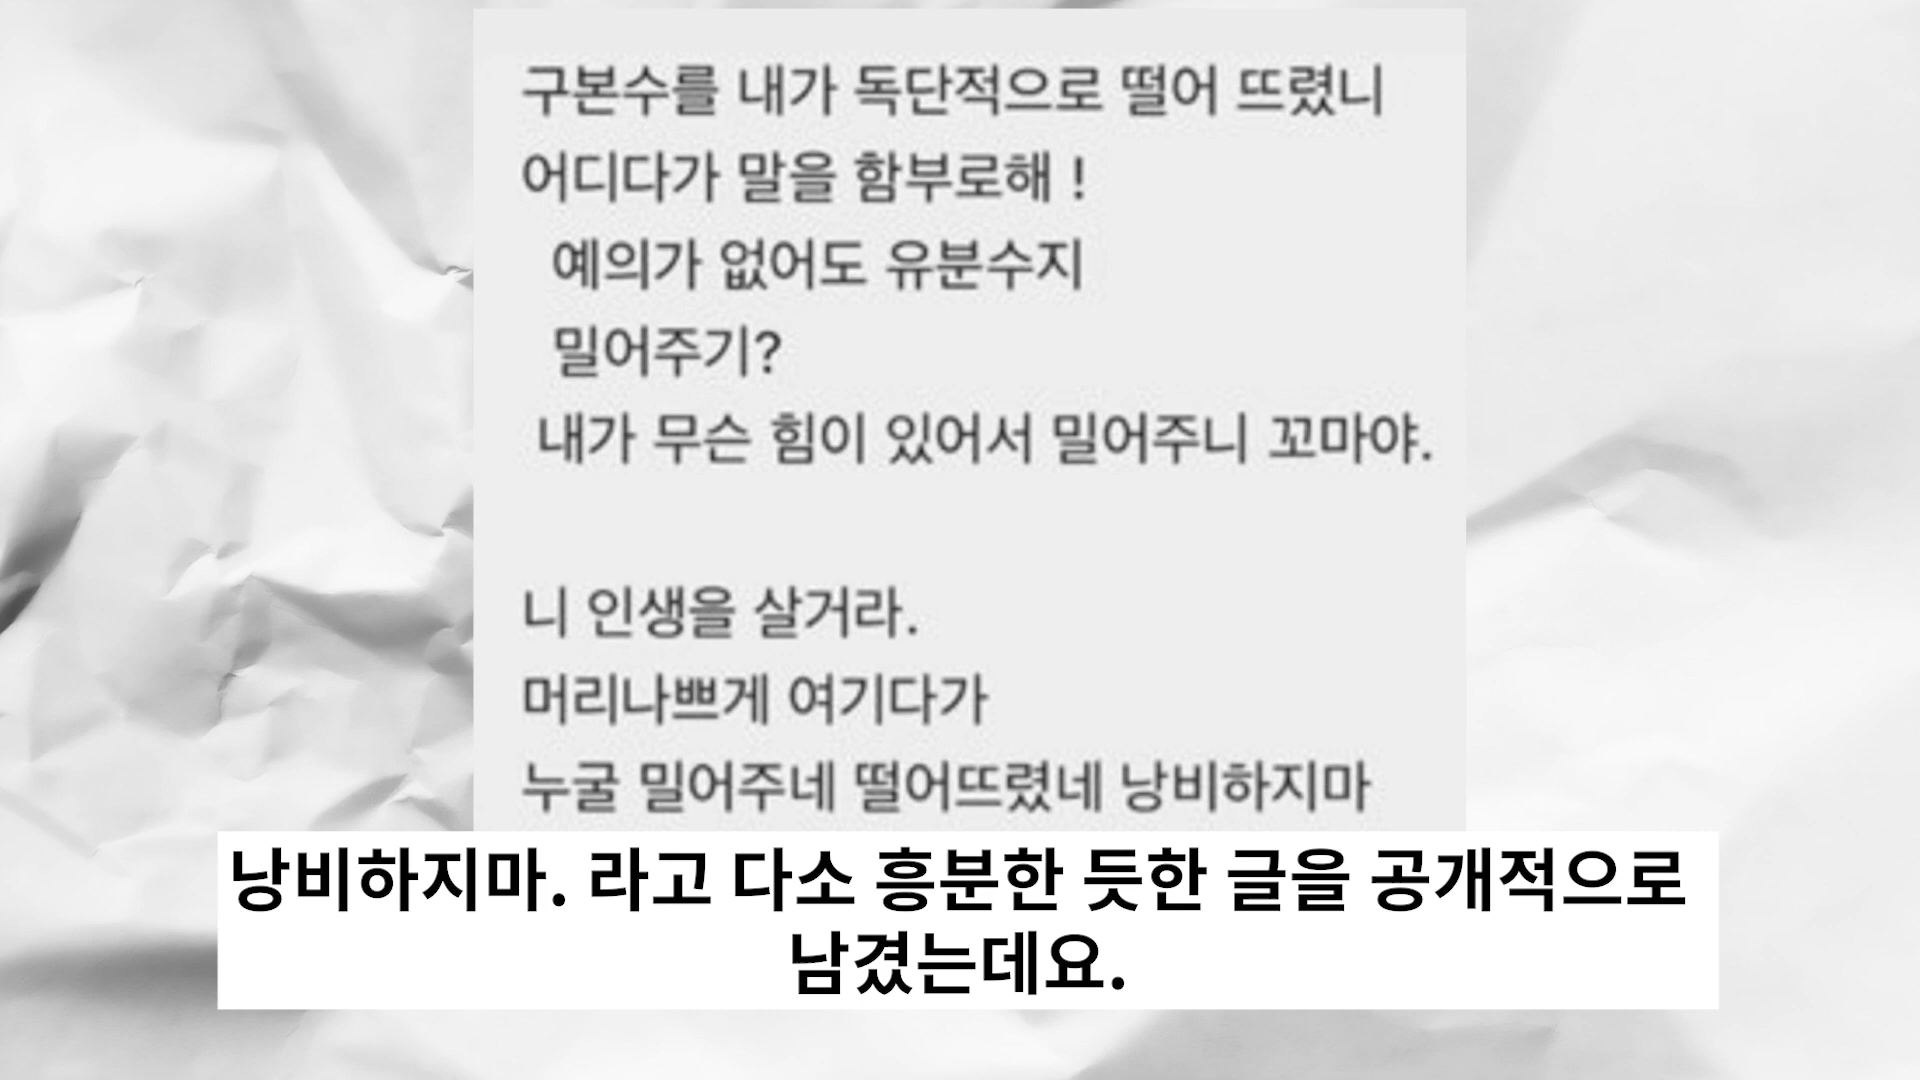 구본수를 내가 독단적으로 떨어 뜨렸니
어디다가 말을 함부로해 !
예의가 없어도 유분수지
밀어주기?
내가 무슨 힘이 있어서 밀어주니 꼬마야.
니 인생을 살거라.
머리나쁘게 여기다가
누굴 밀어주네 떨어뜨렸네 낭비하지마
낭비하지마. 라고 다소 흥분한 듯한 글을 공개적으로
남겼는데요.